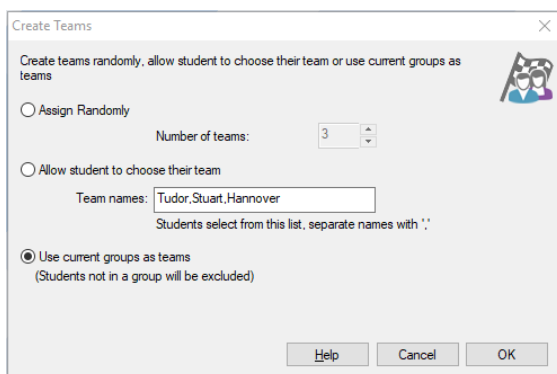 Create Teams
Create teams randomly, allow student to choose their team or use current groups as
teams
Assign Randomly
Number of teams: 3
Allow student to choose their team
Team names: Tudor,Stuart,Hannover
Students select from this list, separate names with ','
Use current groups as teams
(Students not in a group will be excluded)
Help Cancel OK